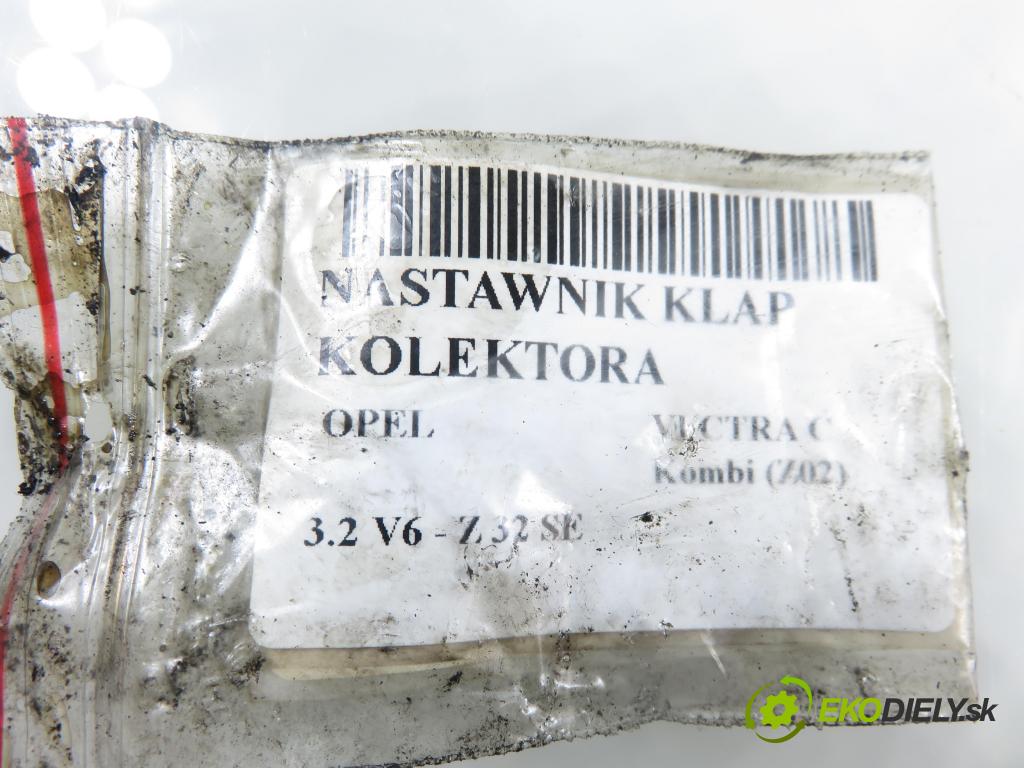 NASTAWNIK KLAP
KOLEKTORA
OPEL
VECTRA C
Kombi (Z02)
3.2 V6 - Z 32 SE
EKODIELY.sk